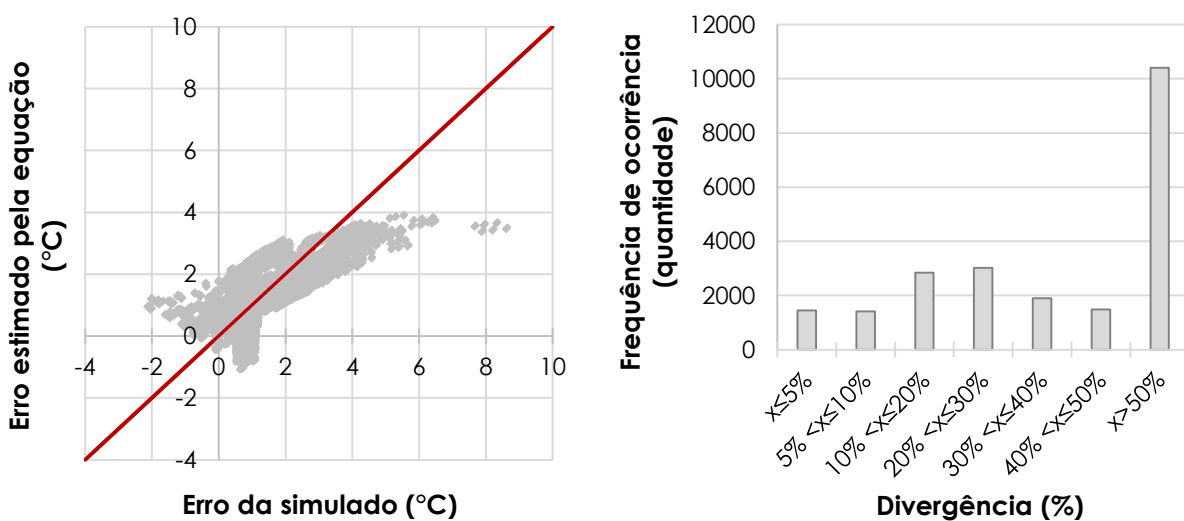 Erro estimado pela equação
(°C)
10
8
6
4
2
0
-2
-4
-4
-2
0
2
4
6
8
10
Erro da simulado (°C)
Frequência de ocorrência
(quantidade)
12000
10000
8000
6000
4000
2000
0
x≤5%
5% <x≤10%
10% <x≤20%
20% <x≤30%
30% <x≤40%
40% <x≤50%
x>50%
Divergência (%)